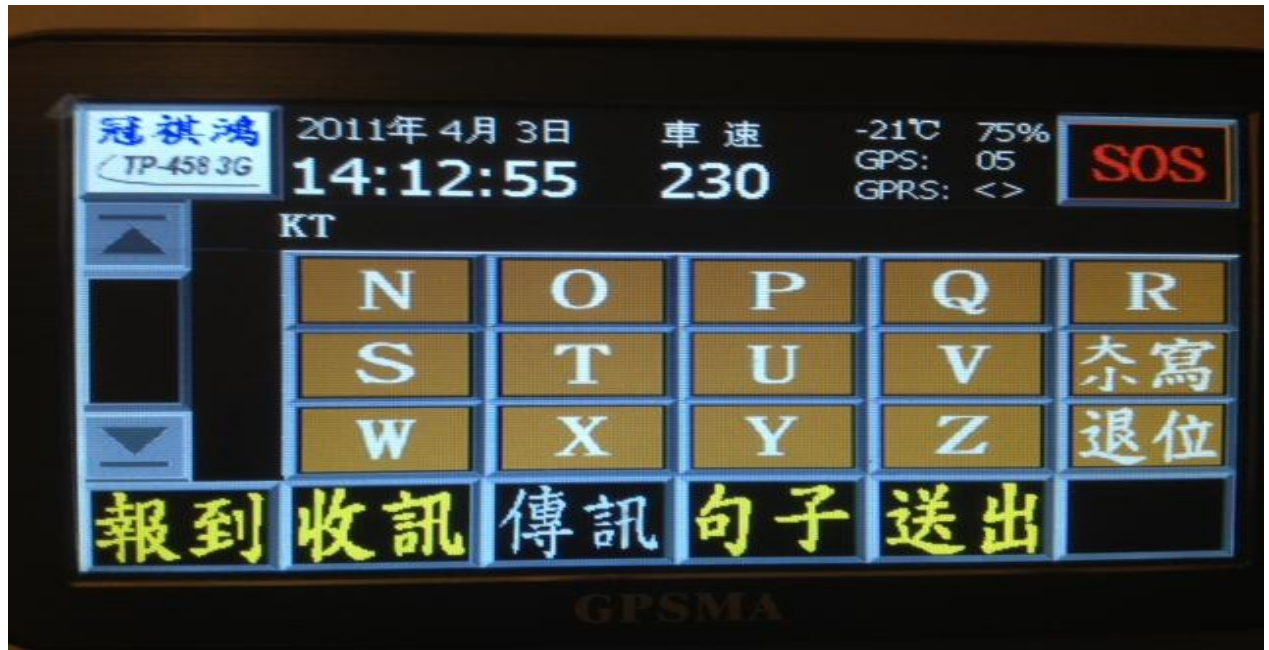 冠祺鴻 2011年 4月 3日 車 速 -21℃ 75% SOS
TP-458 3G 14:12:55 230 GPS: 05
GPRS: <>
KT
N O P Q R
S T U V 大小寫
W X Y Z 退位
報到 收訊 傳訊 句子 送出
GPSMA